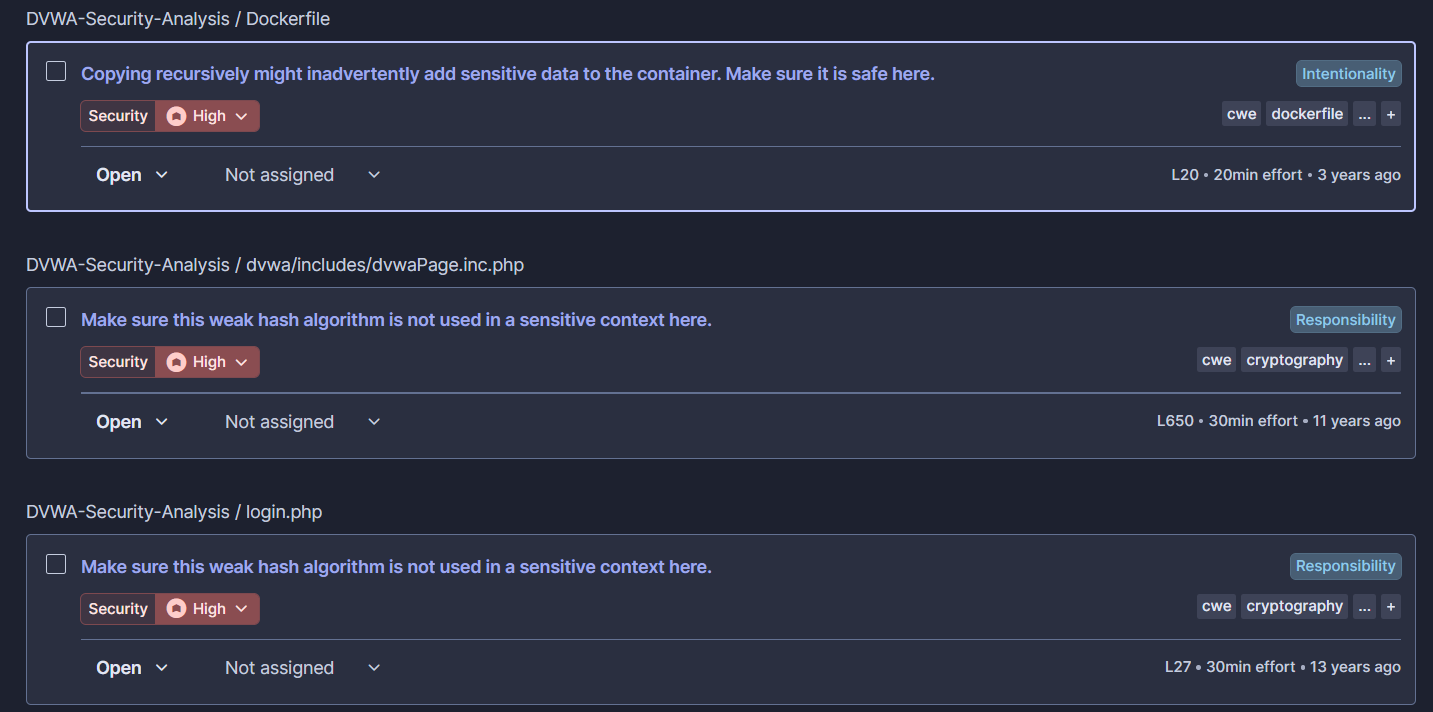 DVWA-Security-Analysis / Dockerfile
Copying recursively might inadvertently add sensitive data to the container. Make sure it is safe here. Intentionality
Security High cwe dockerfile ... +
Open Not assigned L20 • 20min effort • 3 years ago
DVWA-Security-Analysis / dvwa/includes/dvwaPage.inc.php
Make sure this weak hash algorithm is not used in a sensitive context here. Responsibility
Security High cwe cryptography ... +
Open Not assigned L650 • 30min effort • 11 years ago
DVWA-Security-Analysis / login.php
Make sure this weak hash algorithm is not used in a sensitive context here. Responsibility
Security High cwe cryptography ... +
Open Not assigned L27 • 30min effort • 13 years ago